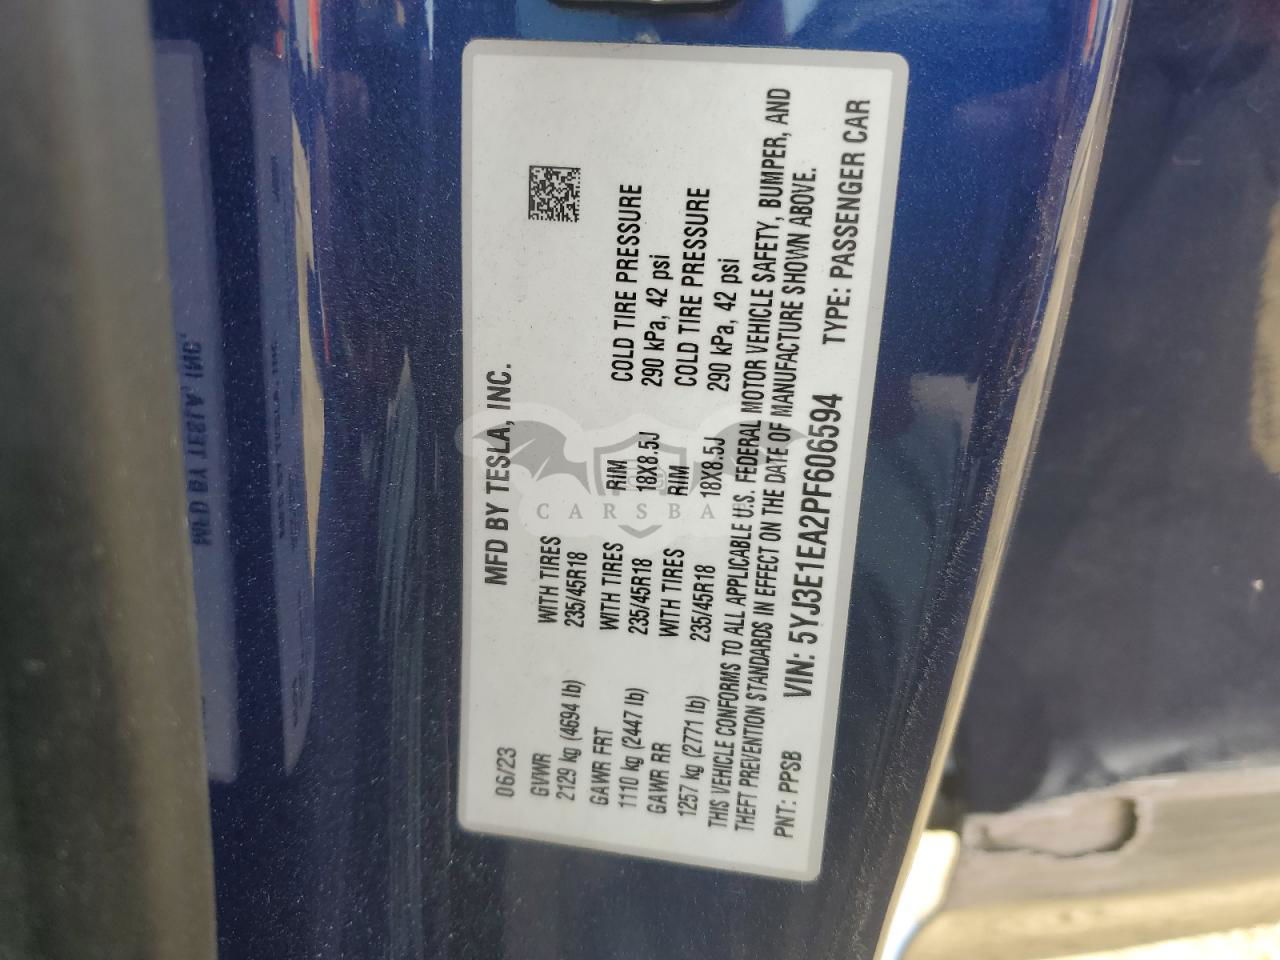 MFD BY TESLA, INC.
06/23
GVWR
2129 kg (4694 lb)
WITH TIRES
235/45R18
GAWR FRT
1110 kg (2447 lb)
WITH TIRES
235/45R18
RIM
18X8.5J
COLD TIRE PRESSURE
290 kPa, 42 psi
GAWR RR
1257 kg (2771 lb)
WITH TIRES
235/45R18
RIM
18X8.5J
COLD TIRE PRESSURE
290 kPa, 42 psi
THIS VEHICLE CONFORMS TO ALL APPLICABLE U.S. FEDERAL MOTOR VEHICLE SAFETY, BUMPER, AND
THEFT PREVENTION STANDARDS IN EFFECT ON THE DATE OF MANUFACTURE SHOWN ABOVE.
PNT: PPSB VIN: 5YJ3E1EA2PF606594 TYPE: PASSENGER CAR